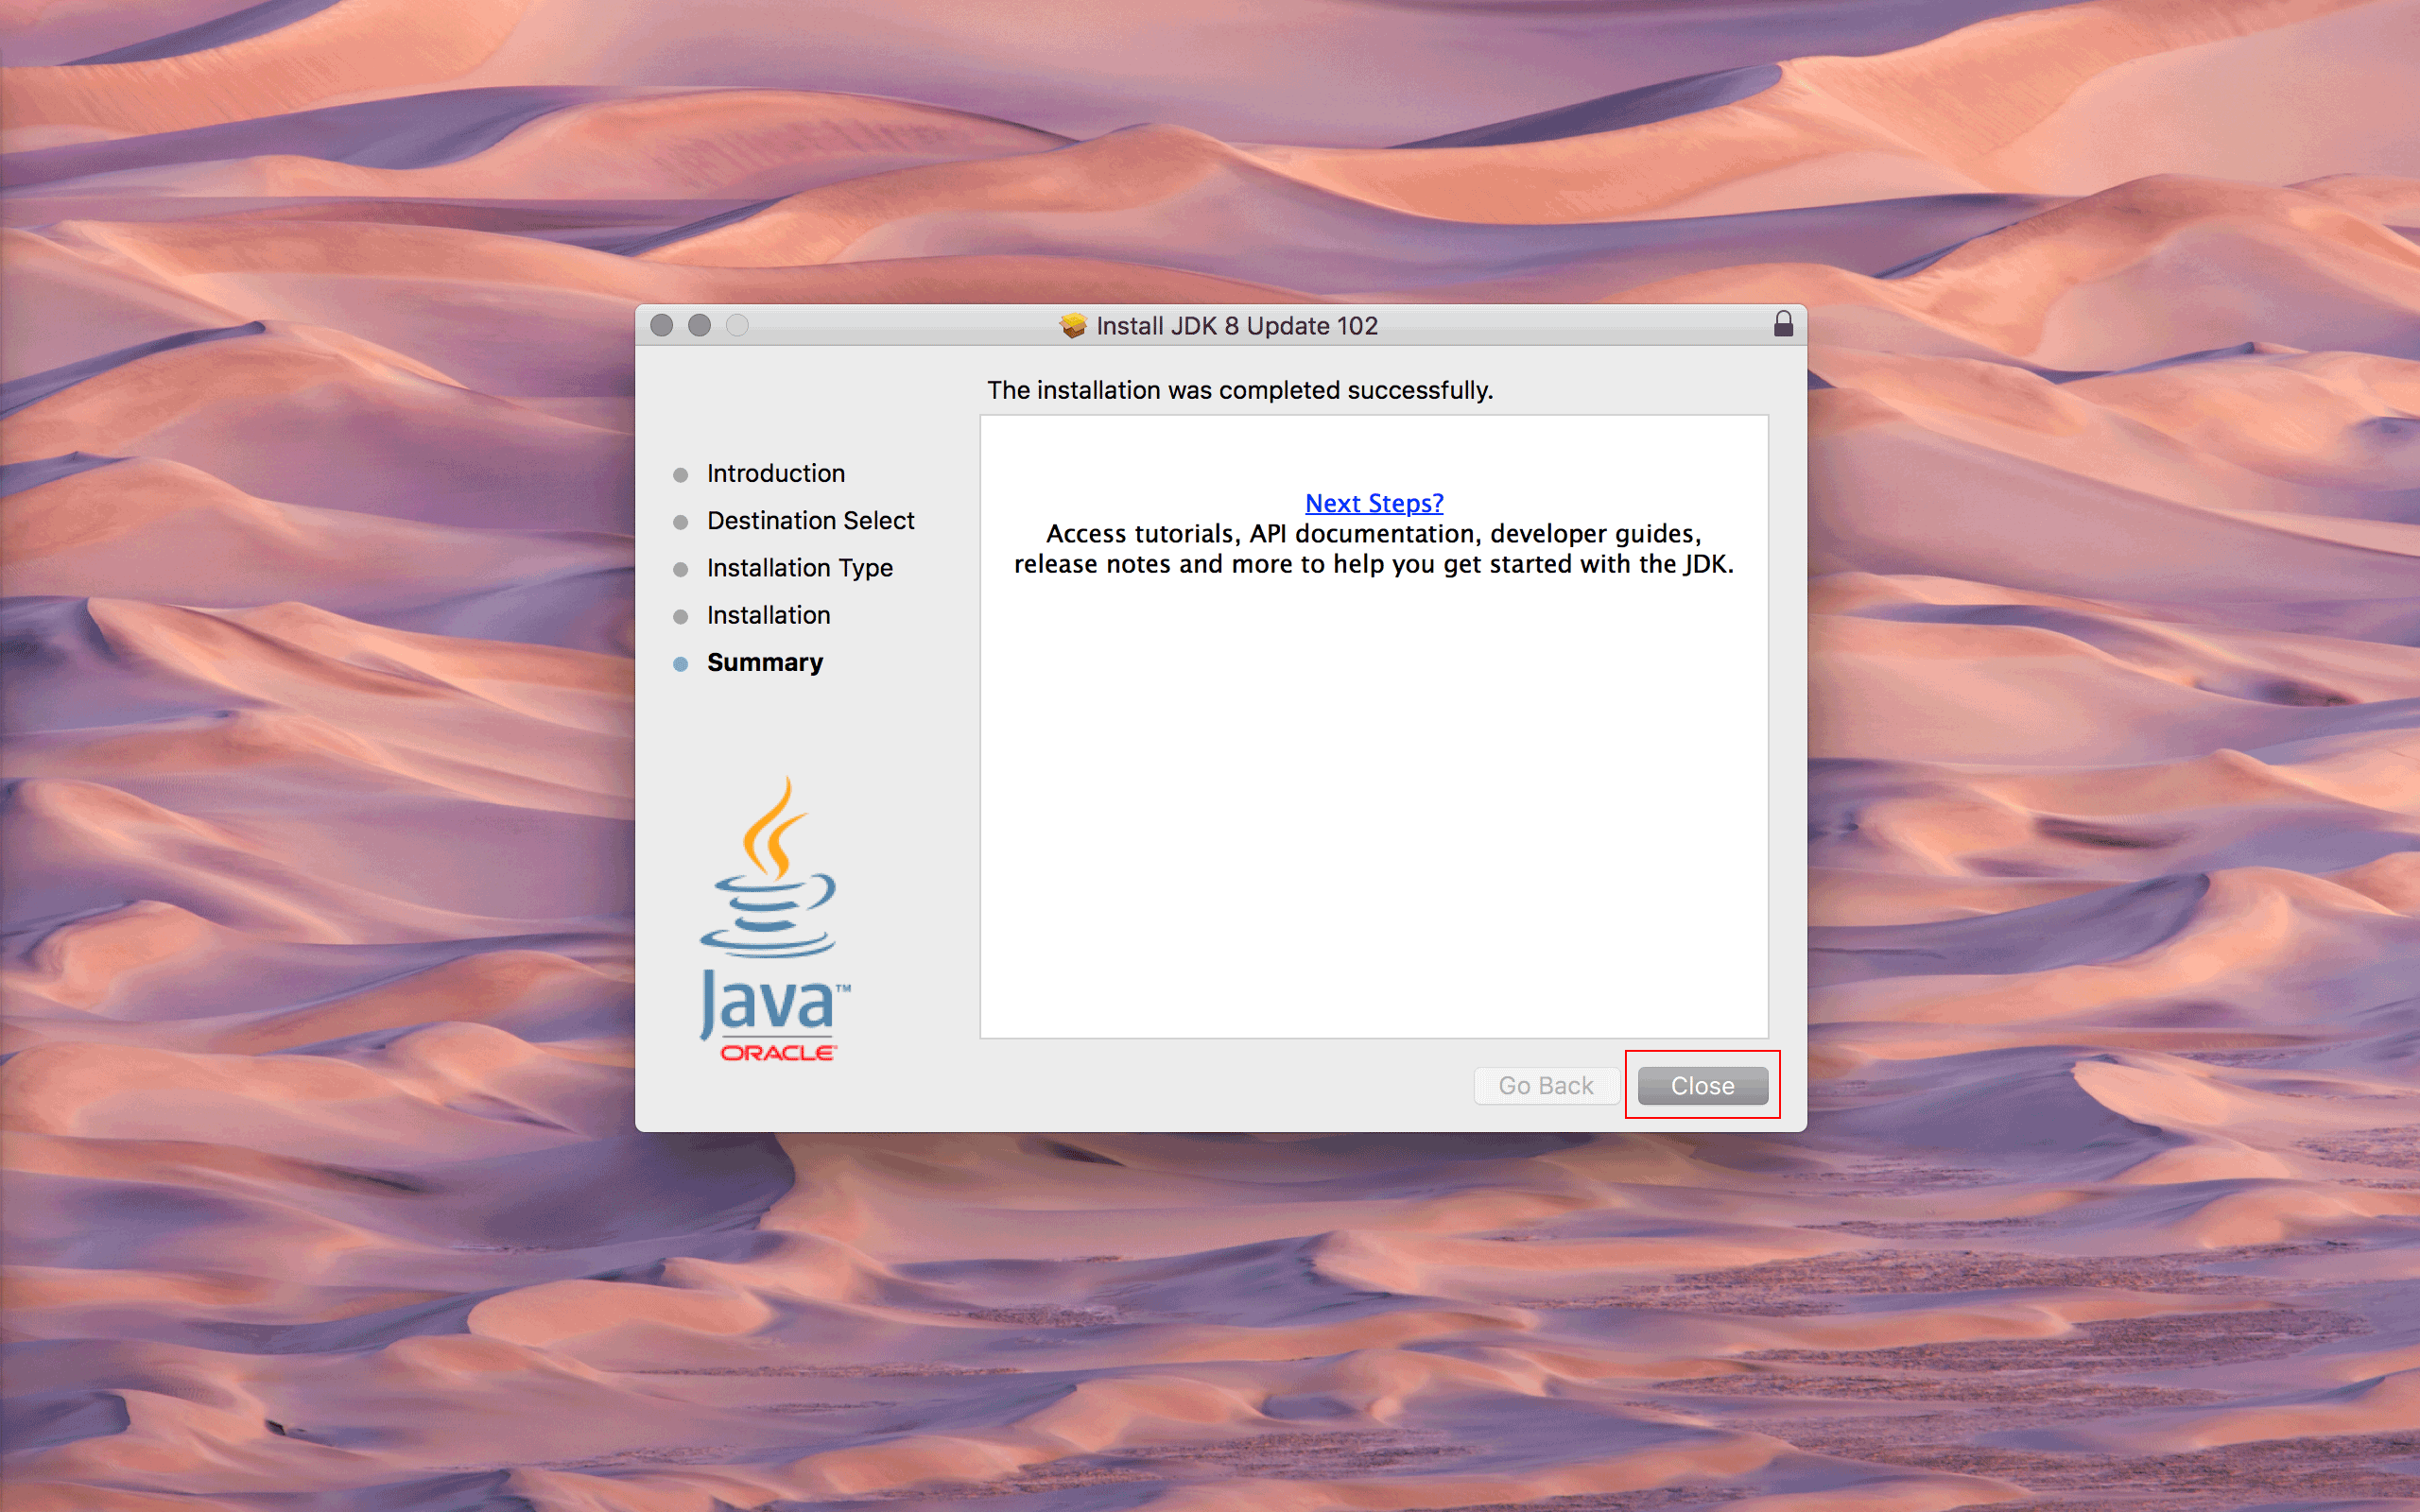 Install JDK 8 Update 102
The installation was completed successfully.
Introduction
Destination Select
Installation Type
Installation
Summary
Next Steps?
Access tutorials, API documentation, developer guides,
release notes and more to help you get started with the JDK.
Java™
ORACLE
Go Back
Close